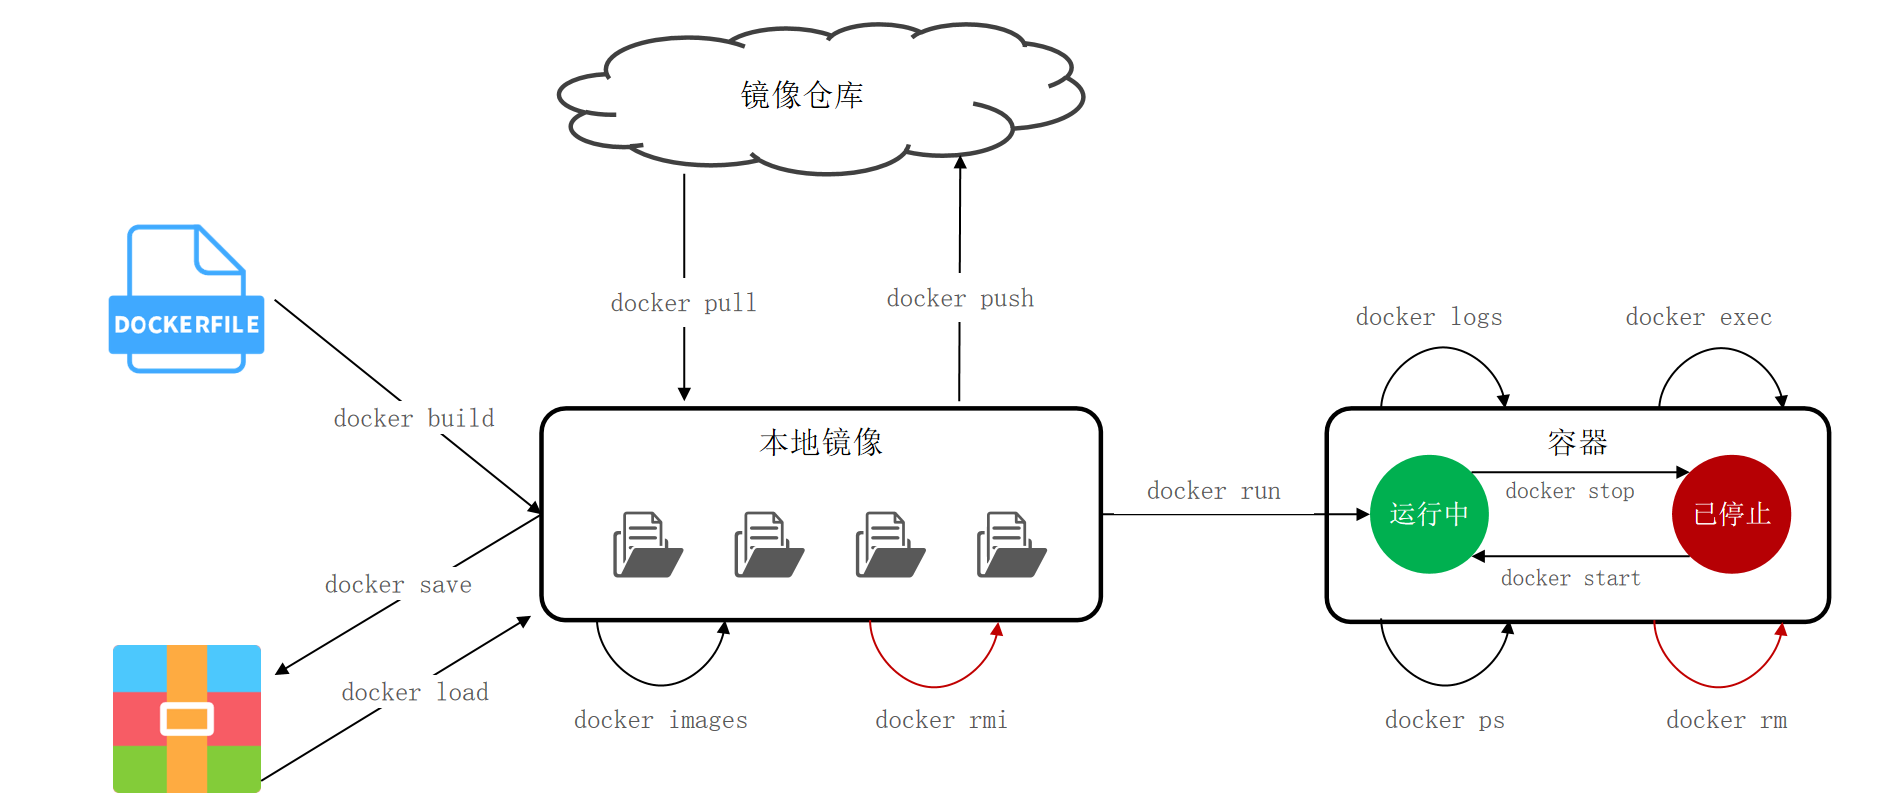 镜像仓库
docker pull
docker push
DOCKERFILE
docker build
docker logs
docker exec
本地镜像
容器
docker run
运行中
docker stop
已停止
docker start
docker save
docker load
docker images
docker rmi
docker ps
docker rm